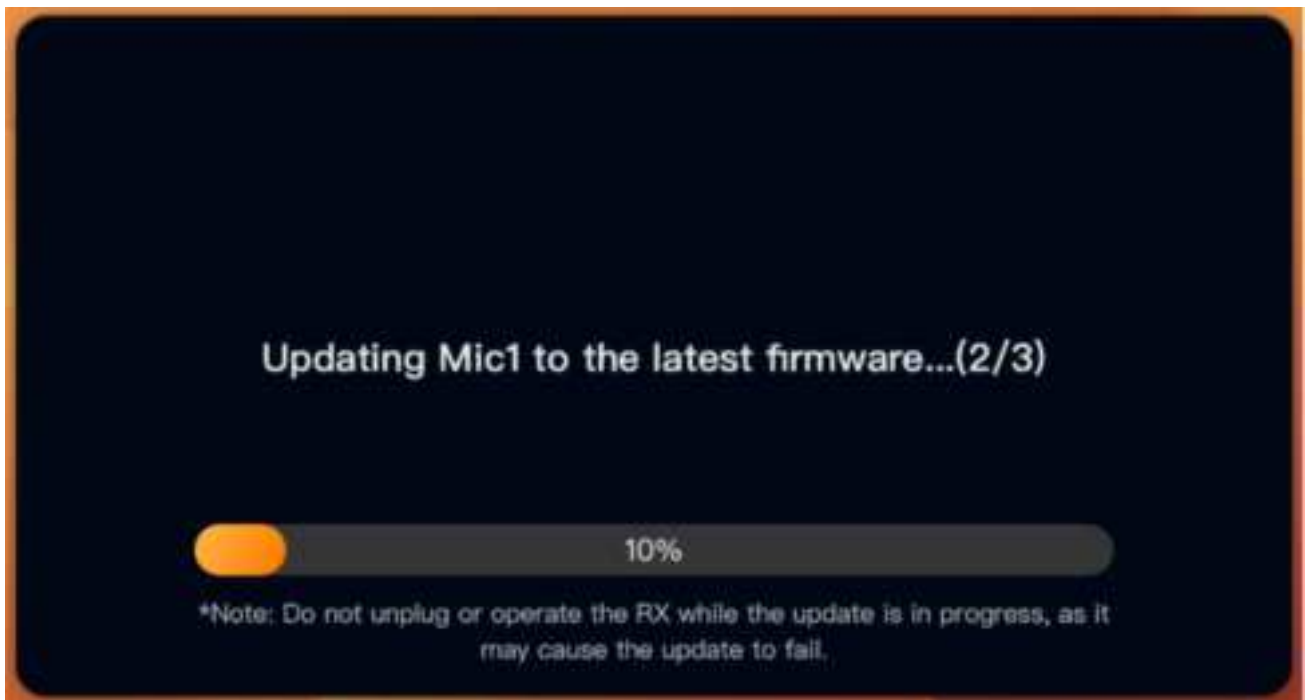 Updating Mic1 to the latest firmware...(2/3)
10%
*Note: Do not unplug or operate the RX while the update is in progress, as it
may cause the update to fail.